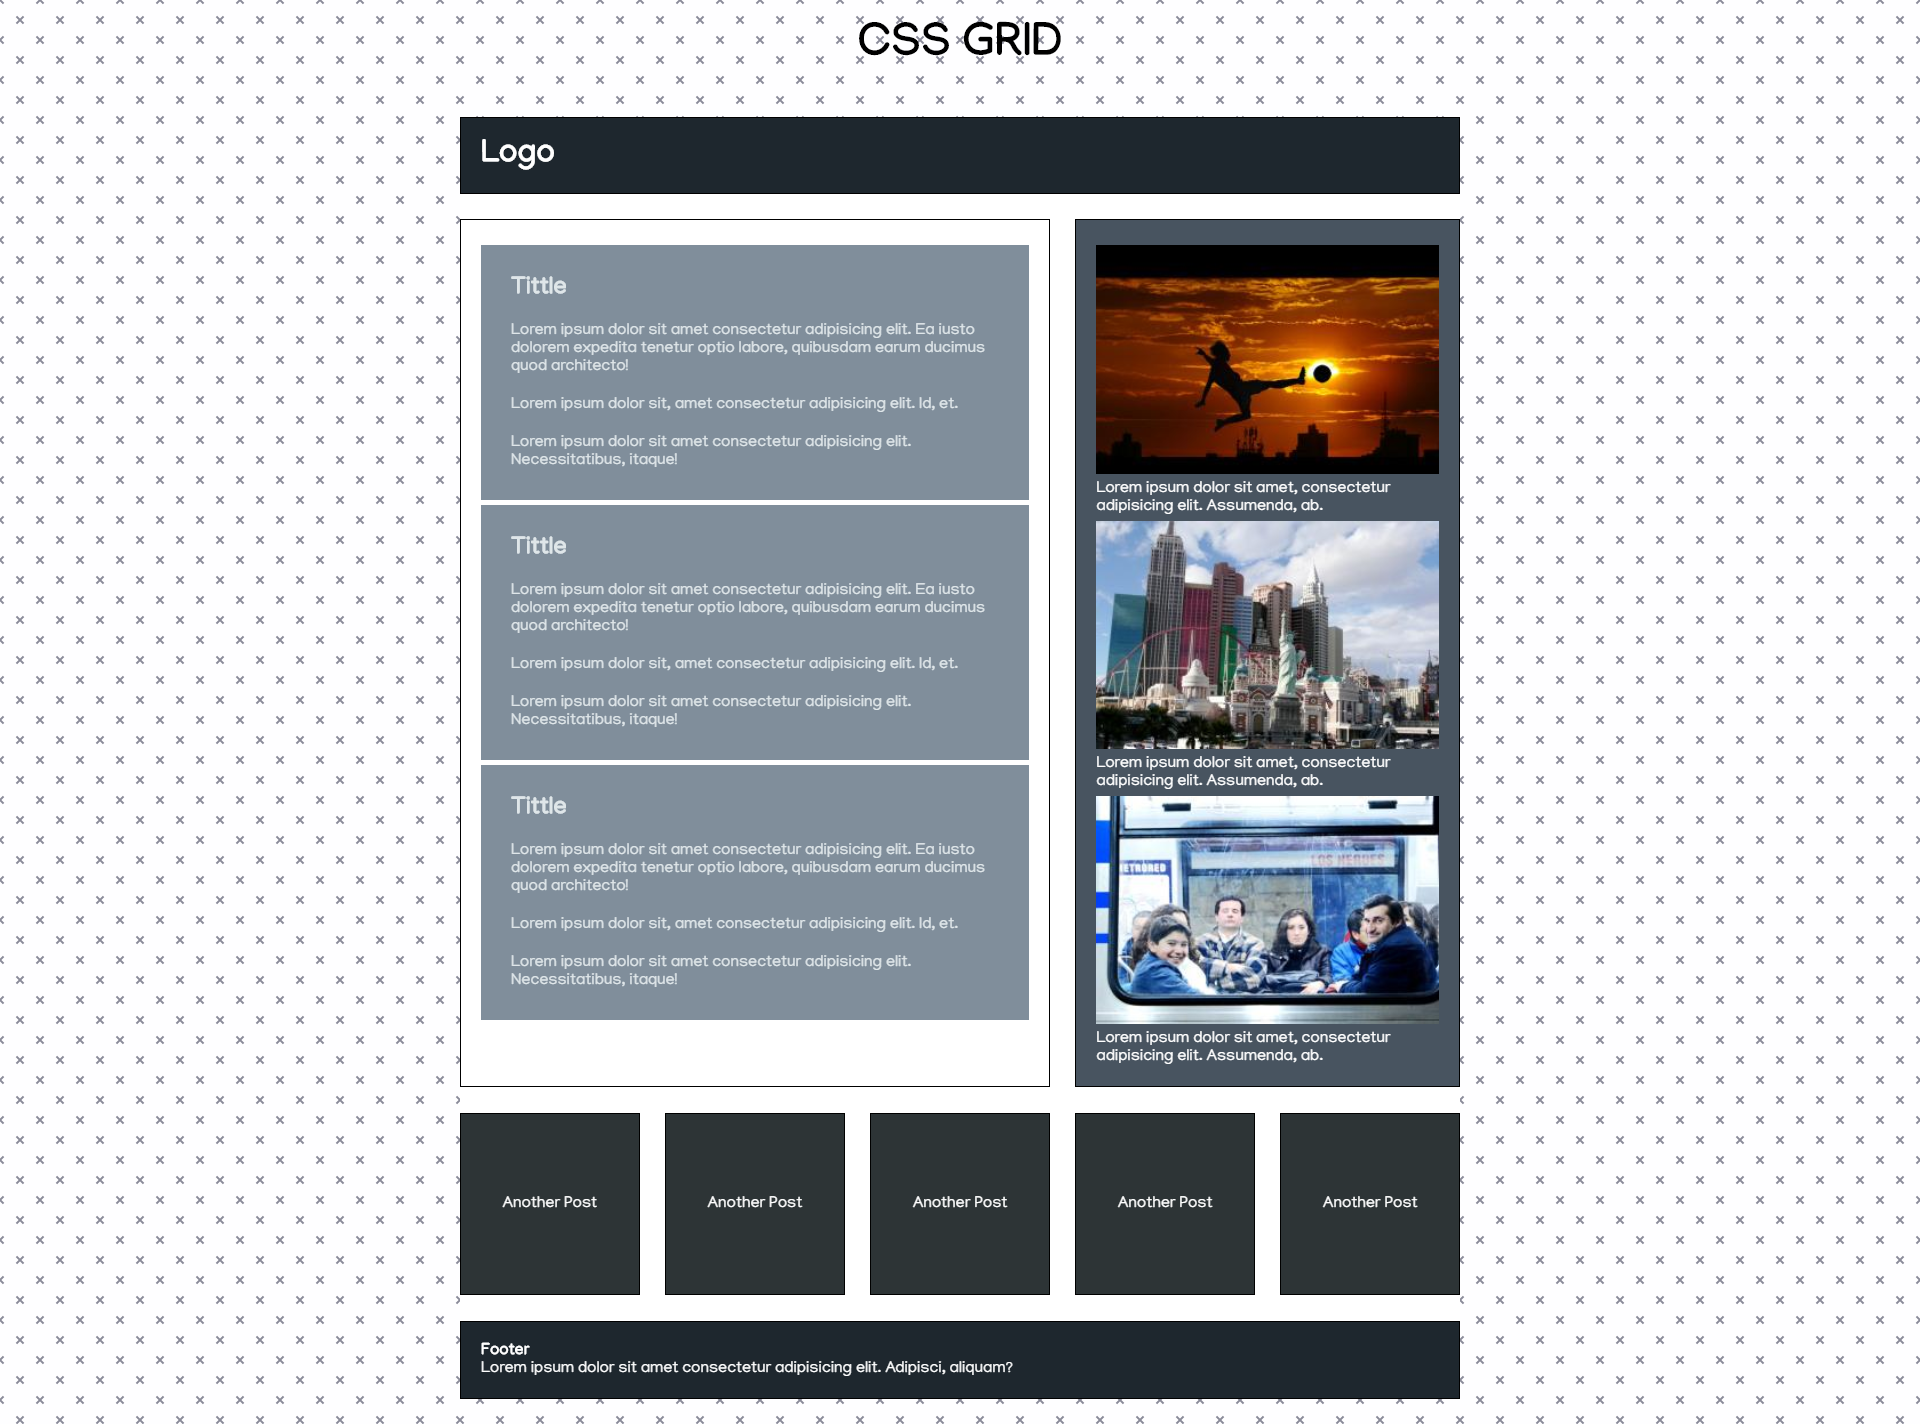 CSS GRID
Logo
Tittle
Lorem ipsum dolor sit amet consectetur adipisicing elit. Ea iusto
dolorem expedita tenetur optio labore, quibusdam earum ducimus
quod architecto!
Lorem ipsum dolor sit, amet consectetur adipisicing elit. Id, et.
Lorem ipsum dolor sit amet consectetur adipisicing elit.
Necessitatibus, itaque!
Tittle
Lorem ipsum dolor sit amet consectetur adipisicing elit. Ea iusto
dolorem expedita tenetur optio labore, quibusdam earum ducimus
quod architecto!
Lorem ipsum dolor sit, amet consectetur adipisicing elit. Id, et.
Lorem ipsum dolor sit amet consectetur adipisicing elit.
Necessitatibus, itaque!
Tittle
Lorem ipsum dolor sit amet consectetur adipisicing elit. Ea iusto
dolorem expedita tenetur optio labore, quibusdam earum ducimus
quod architecto!
Lorem ipsum dolor sit, amet consectetur adipisicing elit. Id, et.
Lorem ipsum dolor sit amet consectetur adipisicing elit.
Necessitatibus, itaque!
Lorem ipsum dolor sit amet, consectetur
adipisicing elit. Assumenda, ab.
Lorem ipsum dolor sit amet, consectetur
adipisicing elit. Assumenda, ab.
LOS HEROES
ETRORED
Lorem ipsum dolor sit amet, consectetur
adipisicing elit. Assumenda, ab.
Another Post
Another Post
Another Post
Another Post
Another Post
Footer
Lorem ipsum dolor sit amet consectetur adipisicing elit. Adipisci, aliquam?